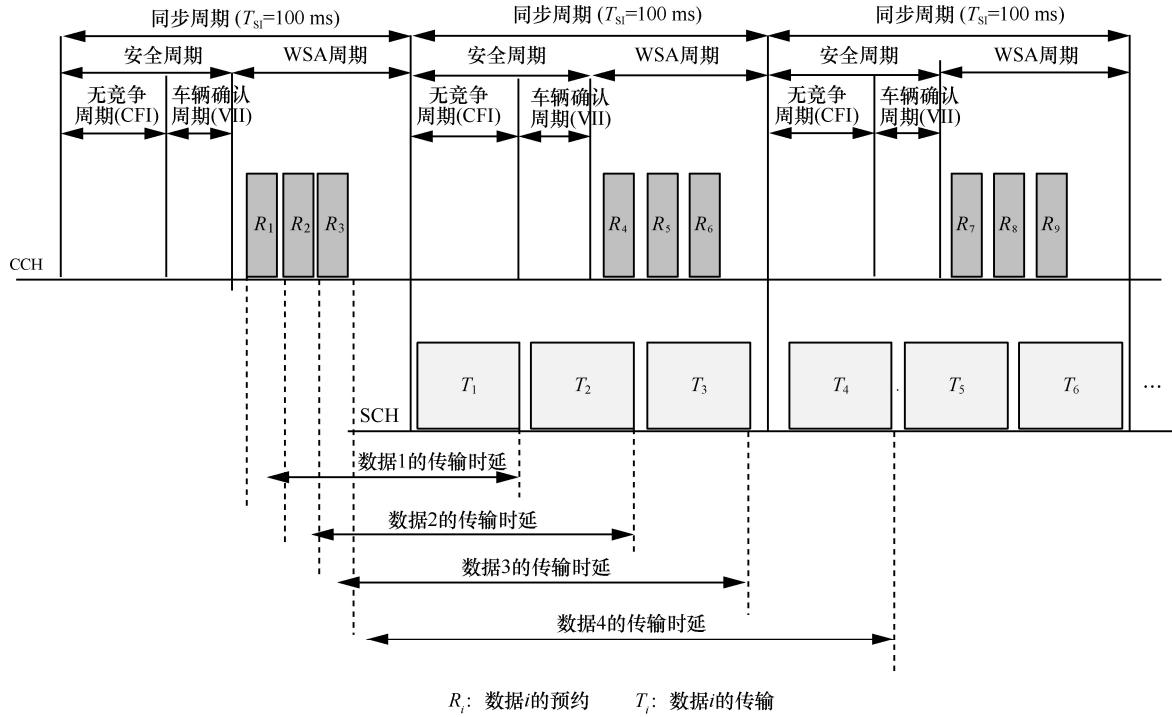 同步周期 (T_SI=100 ms)
同步周期 (T_SI=100 ms)
同步周期 (T_SI=100 ms)
安全周期
WSA周期
安全周期
WSA周期
安全周期
WSA周期
无竞争
周期(CFI)
车辆确认
周期(VII)
无竞争
周期(CFI)
车辆确认
周期(VII)
无竞争
周期(CFI)
车辆确认
周期(VII)
R1
R2
R3
R4
R5
R6
R7
R8
R9
CCH
T1
T2
T3
T4
T5
T6
...
SCH
数据1的传输时延
数据2的传输时延
数据3的传输时延
数据4的传输时延
Ri：数据i的预约 Ti：数据i的传输